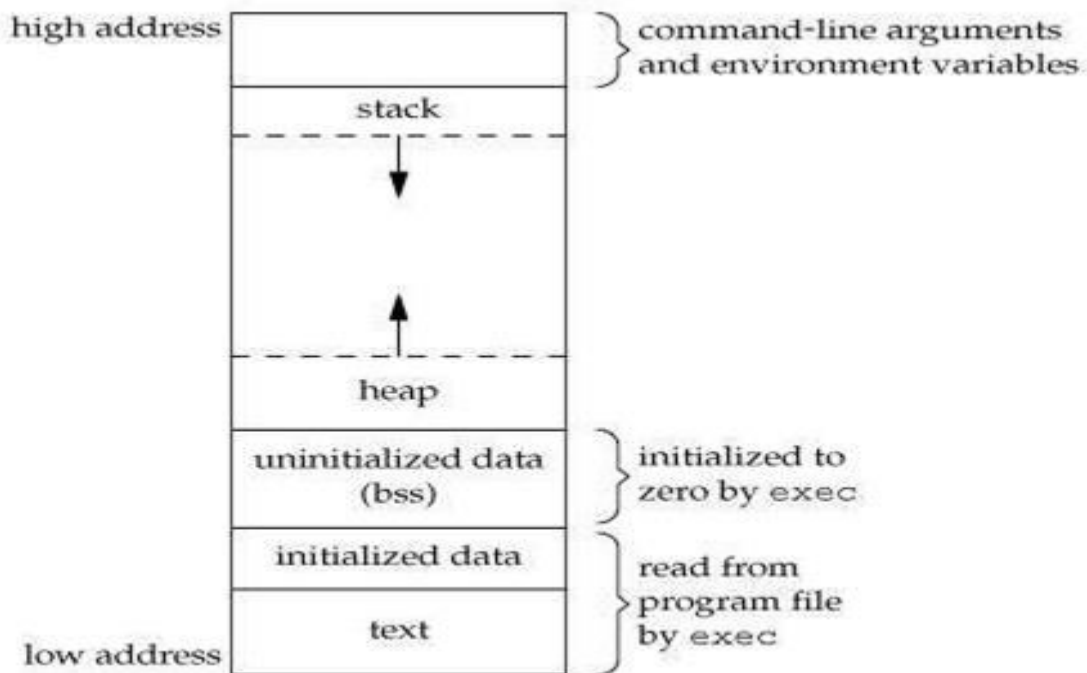 high address
command-line arguments
and environment variables
stack
heap
uninitialized data
(bss)
initialized to
zero by exec
initialized data
read from
program file
by exec
text
low address